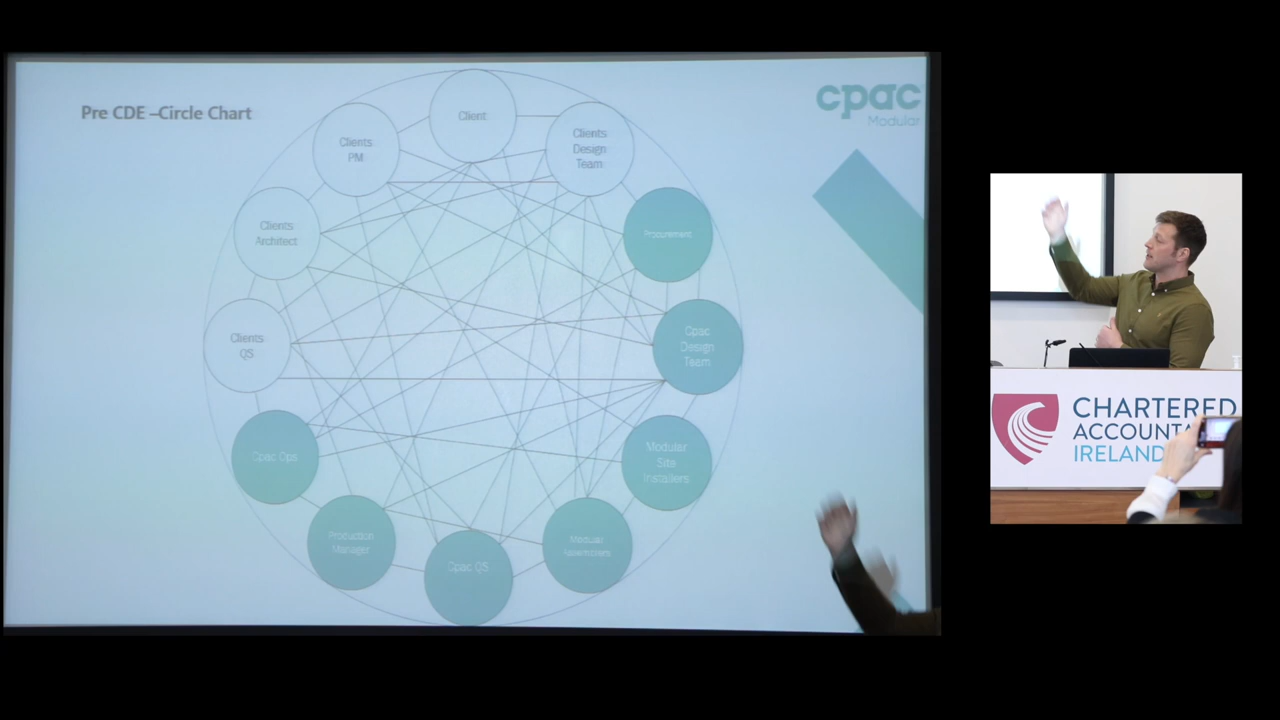 Pre CDE –Circle Chart
cpac
Modular
Client
Clients
PM
Clients
Design
Team
Clients
Architect
Procurement
Clients
QS
Cpac
Design
Team
Cpac Ops
Modular
Site
Installers
Production
Manager
Cpac QS
Modular
CHARTERED
ACCOUNTA
IRELAND